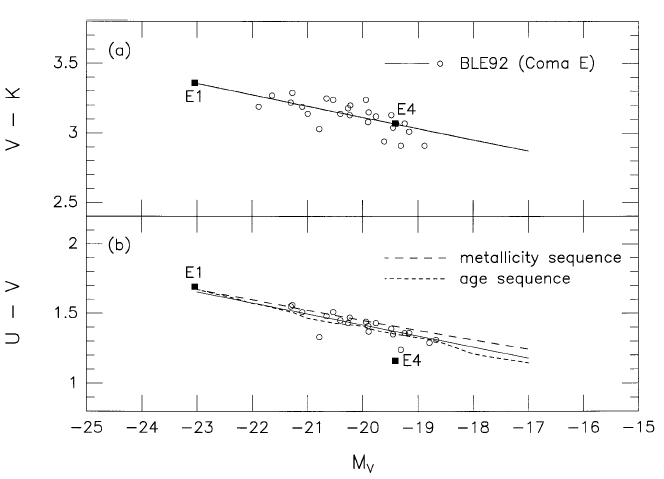 (a)
BLE92 (Coma E)
3.5
E1
E4
V − K
3
2.5
(b)
2
metallicity sequence
E1
age sequence
U − V
1.5
E4
1
−25 −24 −23 −22 −21 −20 −19 −18 −17 −16 −15
MV